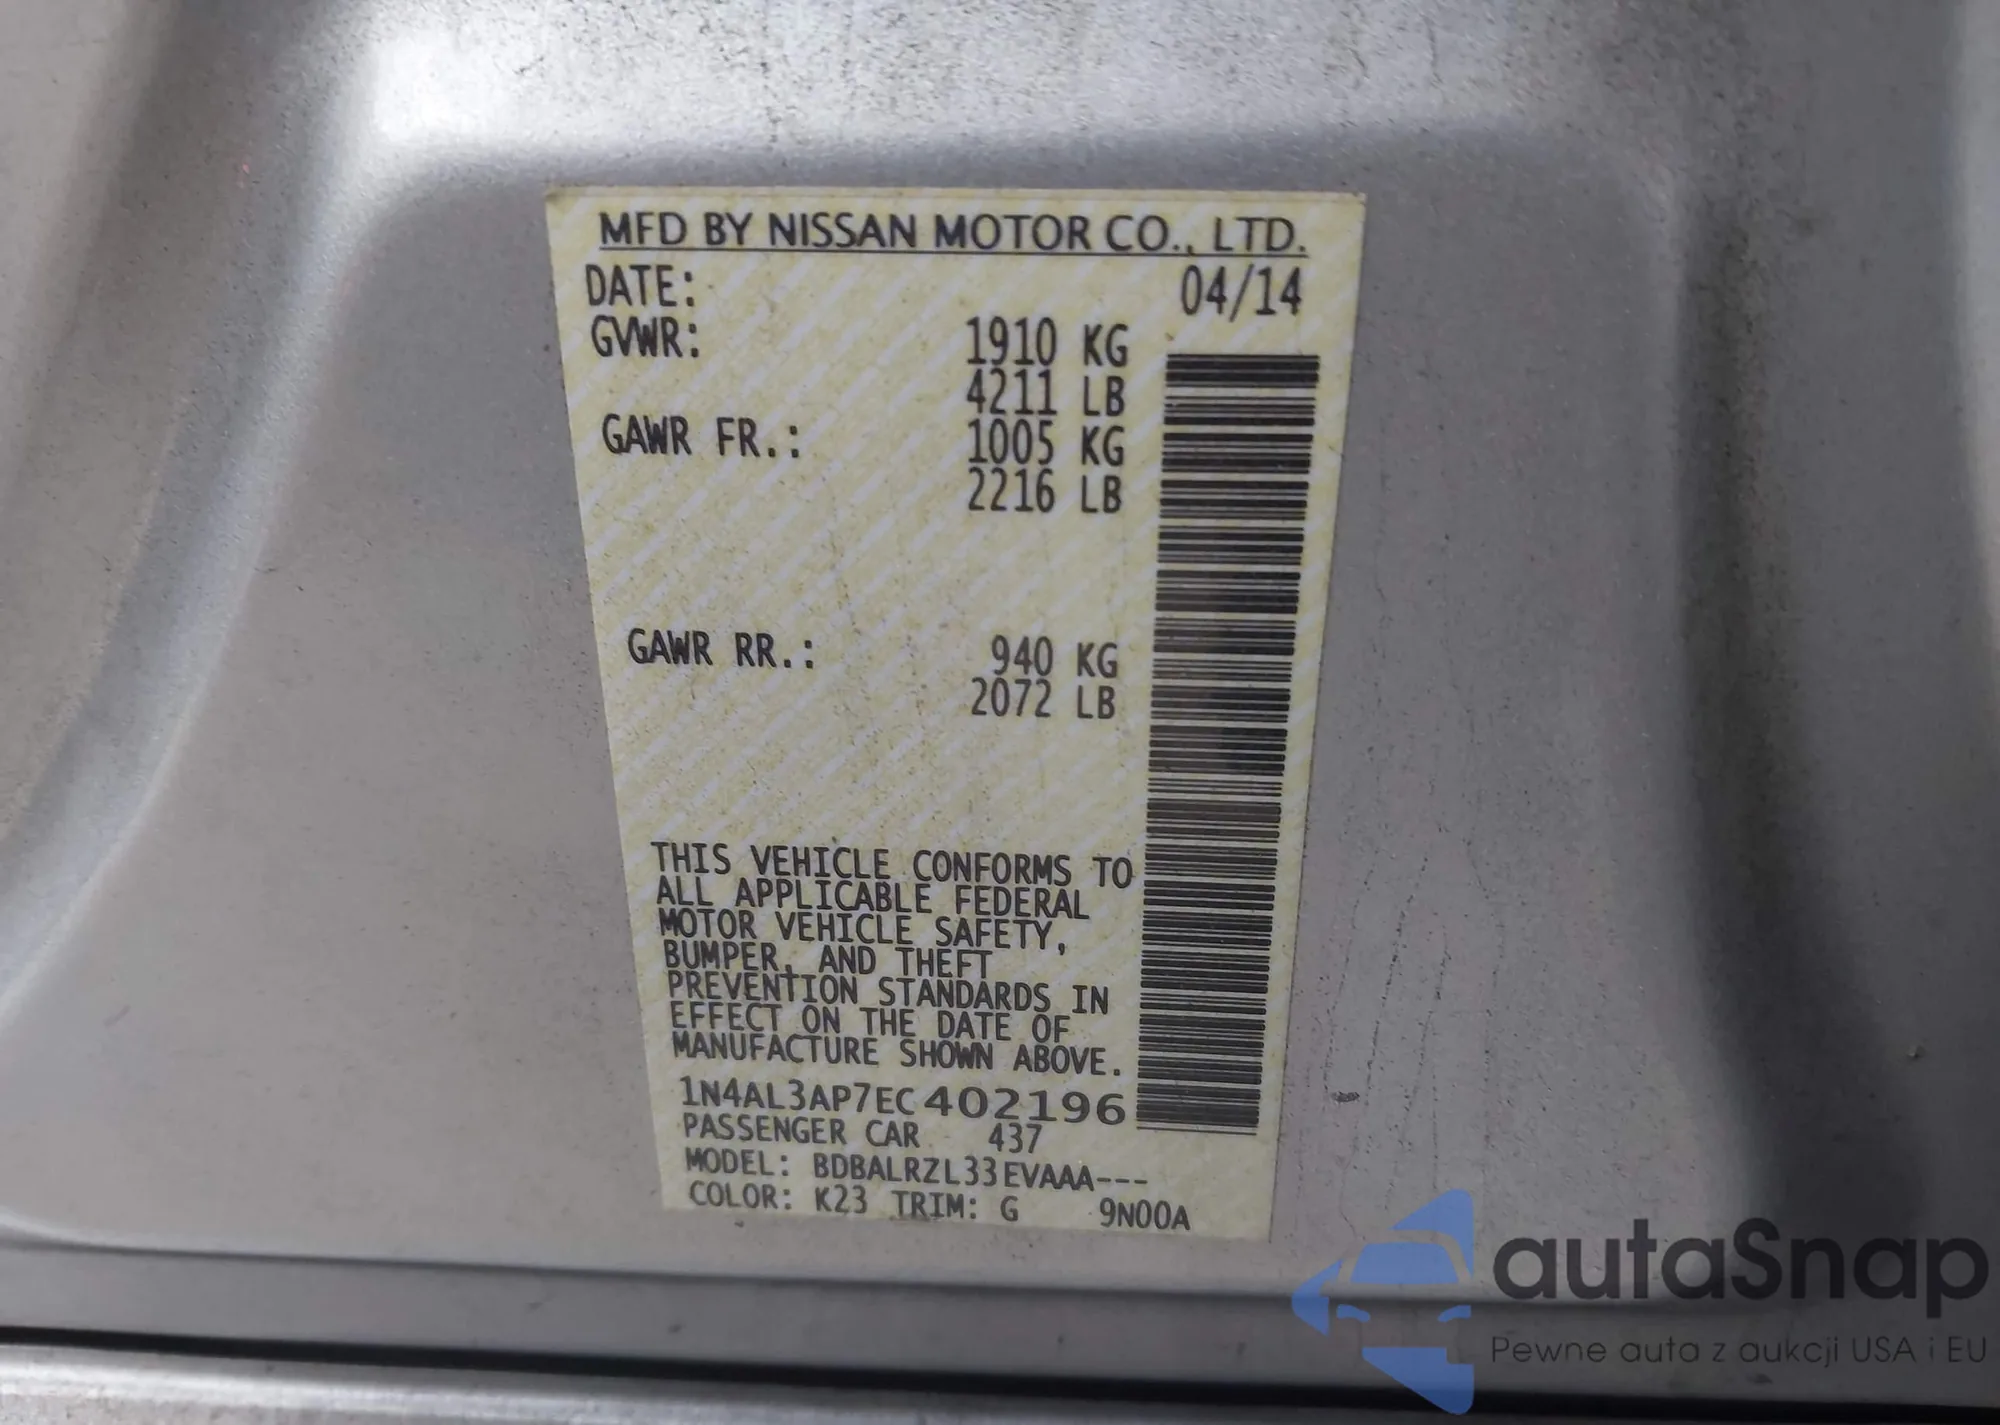 MFD BY NISSAN MOTOR CO., LTD.
DATE: 04/14
GVWR: 1910 KG
4211 LB
GAWR FR.: 1005 KG
2216 LB
GAWR RR.: 940 KG
2072 LB
THIS VEHICLE CONFORMS TO
ALL APPLICABLE FEDERAL
MOTOR VEHICLE SAFETY,
BUMPER, AND THEFT
PREVENTION STANDARDS IN
EFFECT ON THE DATE OF
MANUFACTURE SHOWN ABOVE.
1N4AL3AP7EC402196
PASSENGER CAR 437
MODEL: BDBALRZL33EVAAA---
COLOR: K23 TRIM: G 9N00A
autaSnap
Pewne auta z aukcji USA i EU